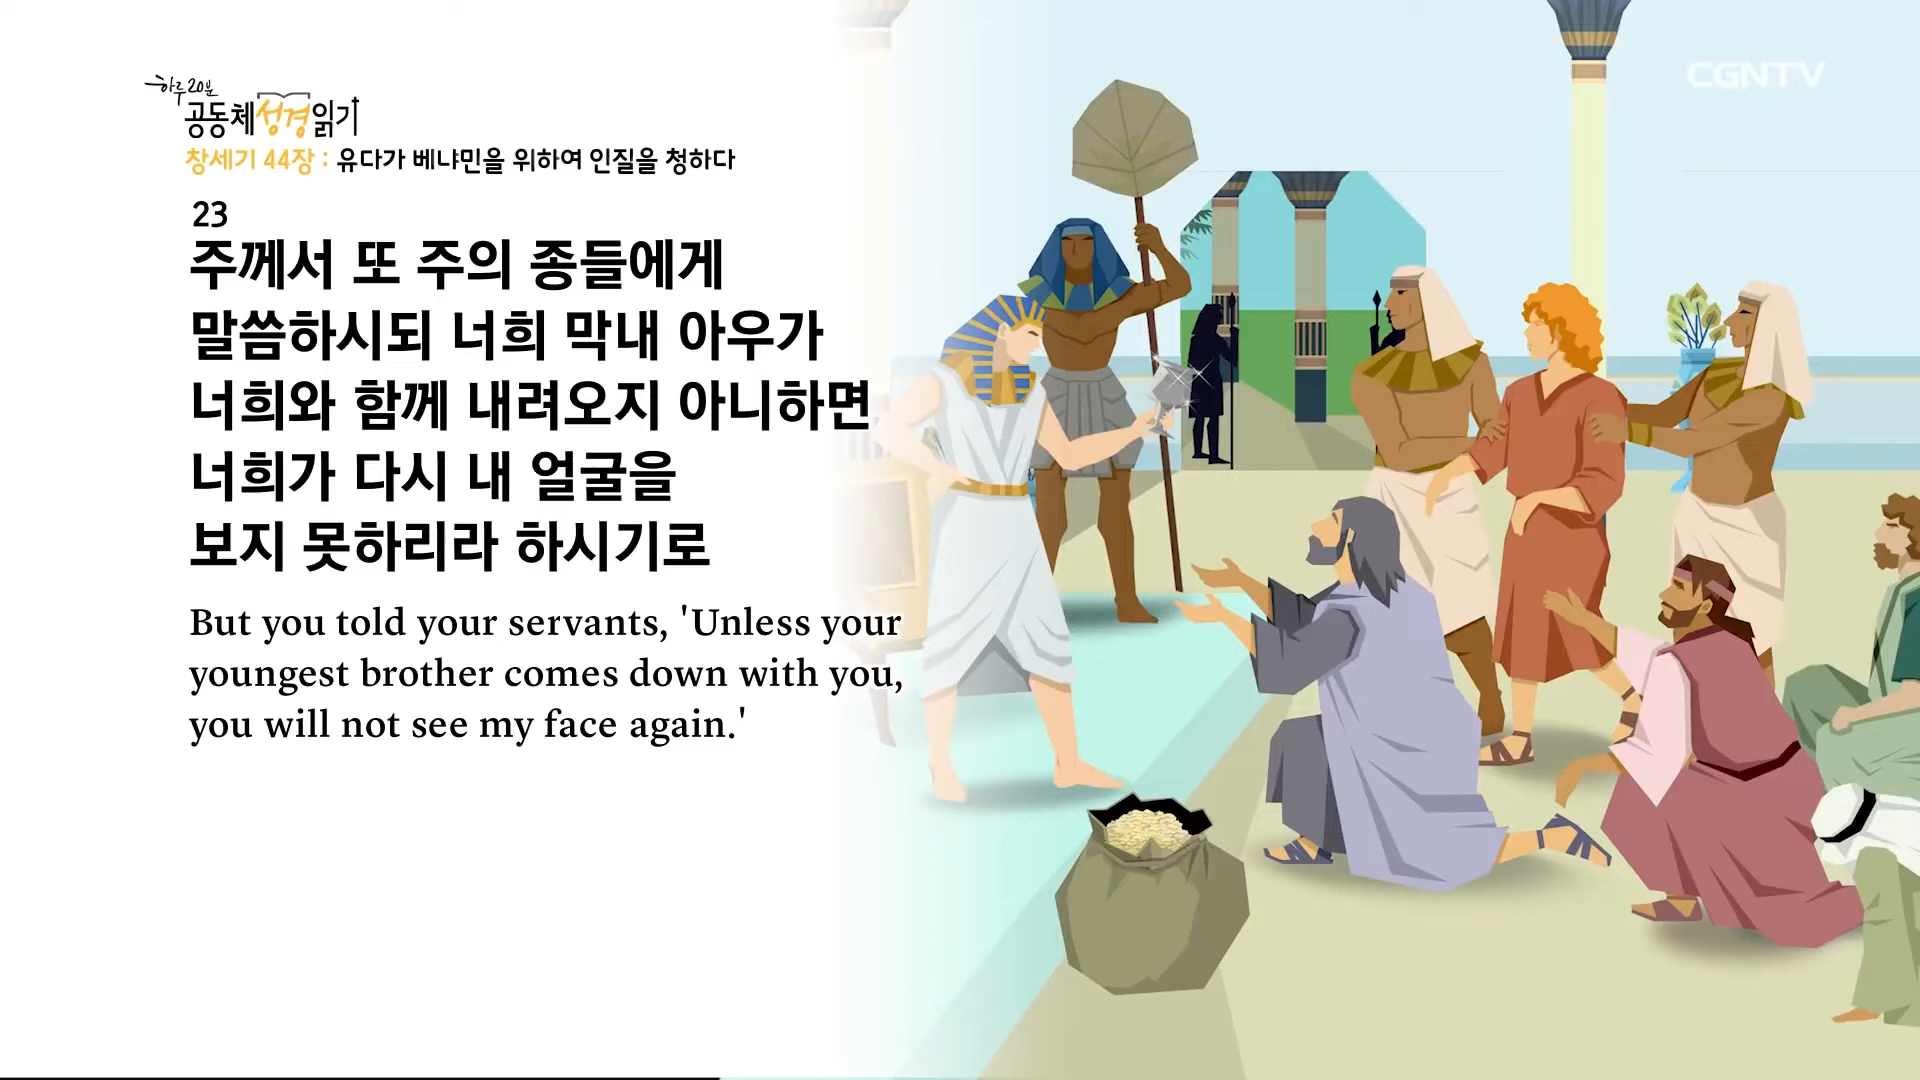 하루 20분
공동체 성경 읽기
창세기 44장 : 유다가 베냐민을 위하여 인질을 청하다
23
주께서 또 주의 종들에게
말씀하시되 너희 막내 아우가
너희와 함께 내려오지 아니하면
너희가 다시 내 얼굴을
보지 못하리라 하시기로
But you told your servants, 'Unless your
youngest brother comes down with you,
you will not see my face again.'
CGNTV